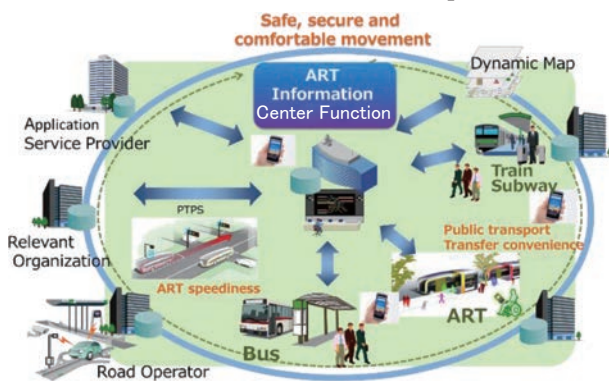 Safe, secure and
comfortable movement
ART
Information
Center Function
Dynamic Map
Application
Service Provider
Train
Subway
PTPS
Relevant
Organization
Public transport
Transfer convenience
ART speediness
ART
Bus
Road Operator